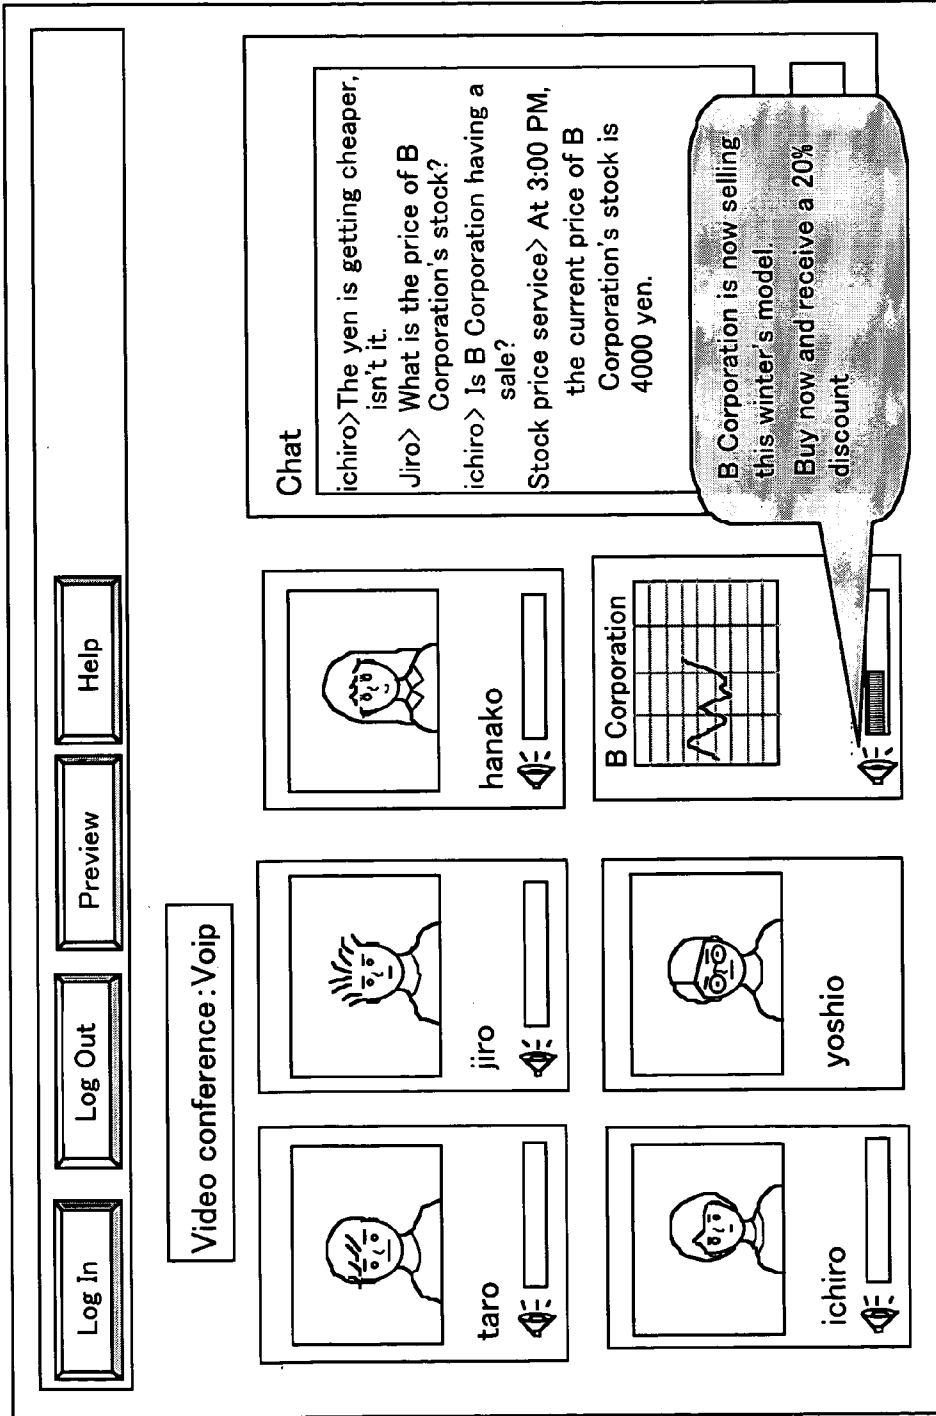 Log In
Log Out
Preview
Help
Video conference:Voip
taro
jiro
hanako
ichiro
yoshio
B Corporation
Chat
ichiro>The yen is getting cheaper,
isn't it.
Jiro> What is the price of B
Corporation's stock?
ichiro> Is B Corporation having a
sale?
Stock price service> At 3:00 PM,
the current price of B
Corporation's stock is
4000 yen.
B Corporation is now selling
this winter's model.
Buy now and receive a 20%
discount